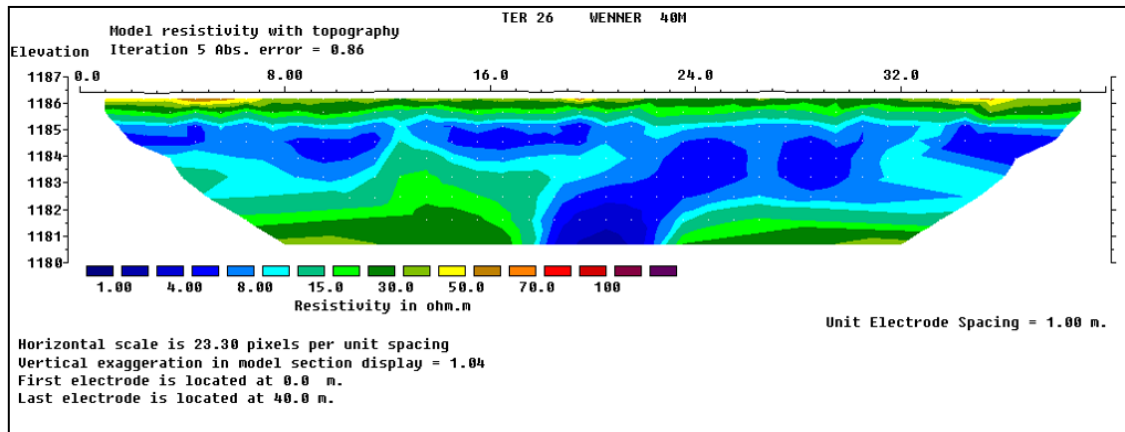 TER 26 WENNER 40M
Model resistivity with topography
Elevation Iteration 5 Abs. error = 0.86
0.0 8.00 16.0 24.0 32.0
1187
1186
1185
1184
1183
1182
1181
1180
1.00 4.00 8.00 15.0 30.0 50.0 70.0 100
Resistivity in ohm.m
Unit Electrode Spacing = 1.00 m.
Horizontal scale is 23.30 pixels per unit spacing
Vertical exaggeration in model section display = 1.04
First electrode is located at 0.0 m.
Last electrode is located at 40.0 m.